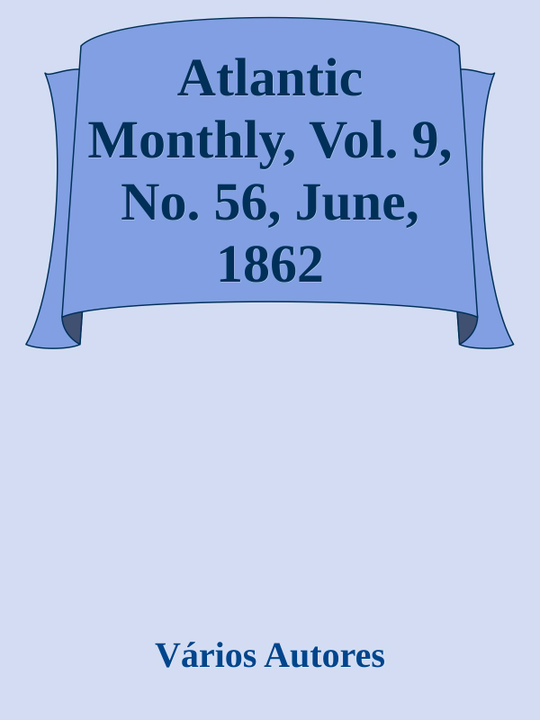 Atlantic
Monthly, Vol. 9,
No. 56, June,
1862
Vários Autores